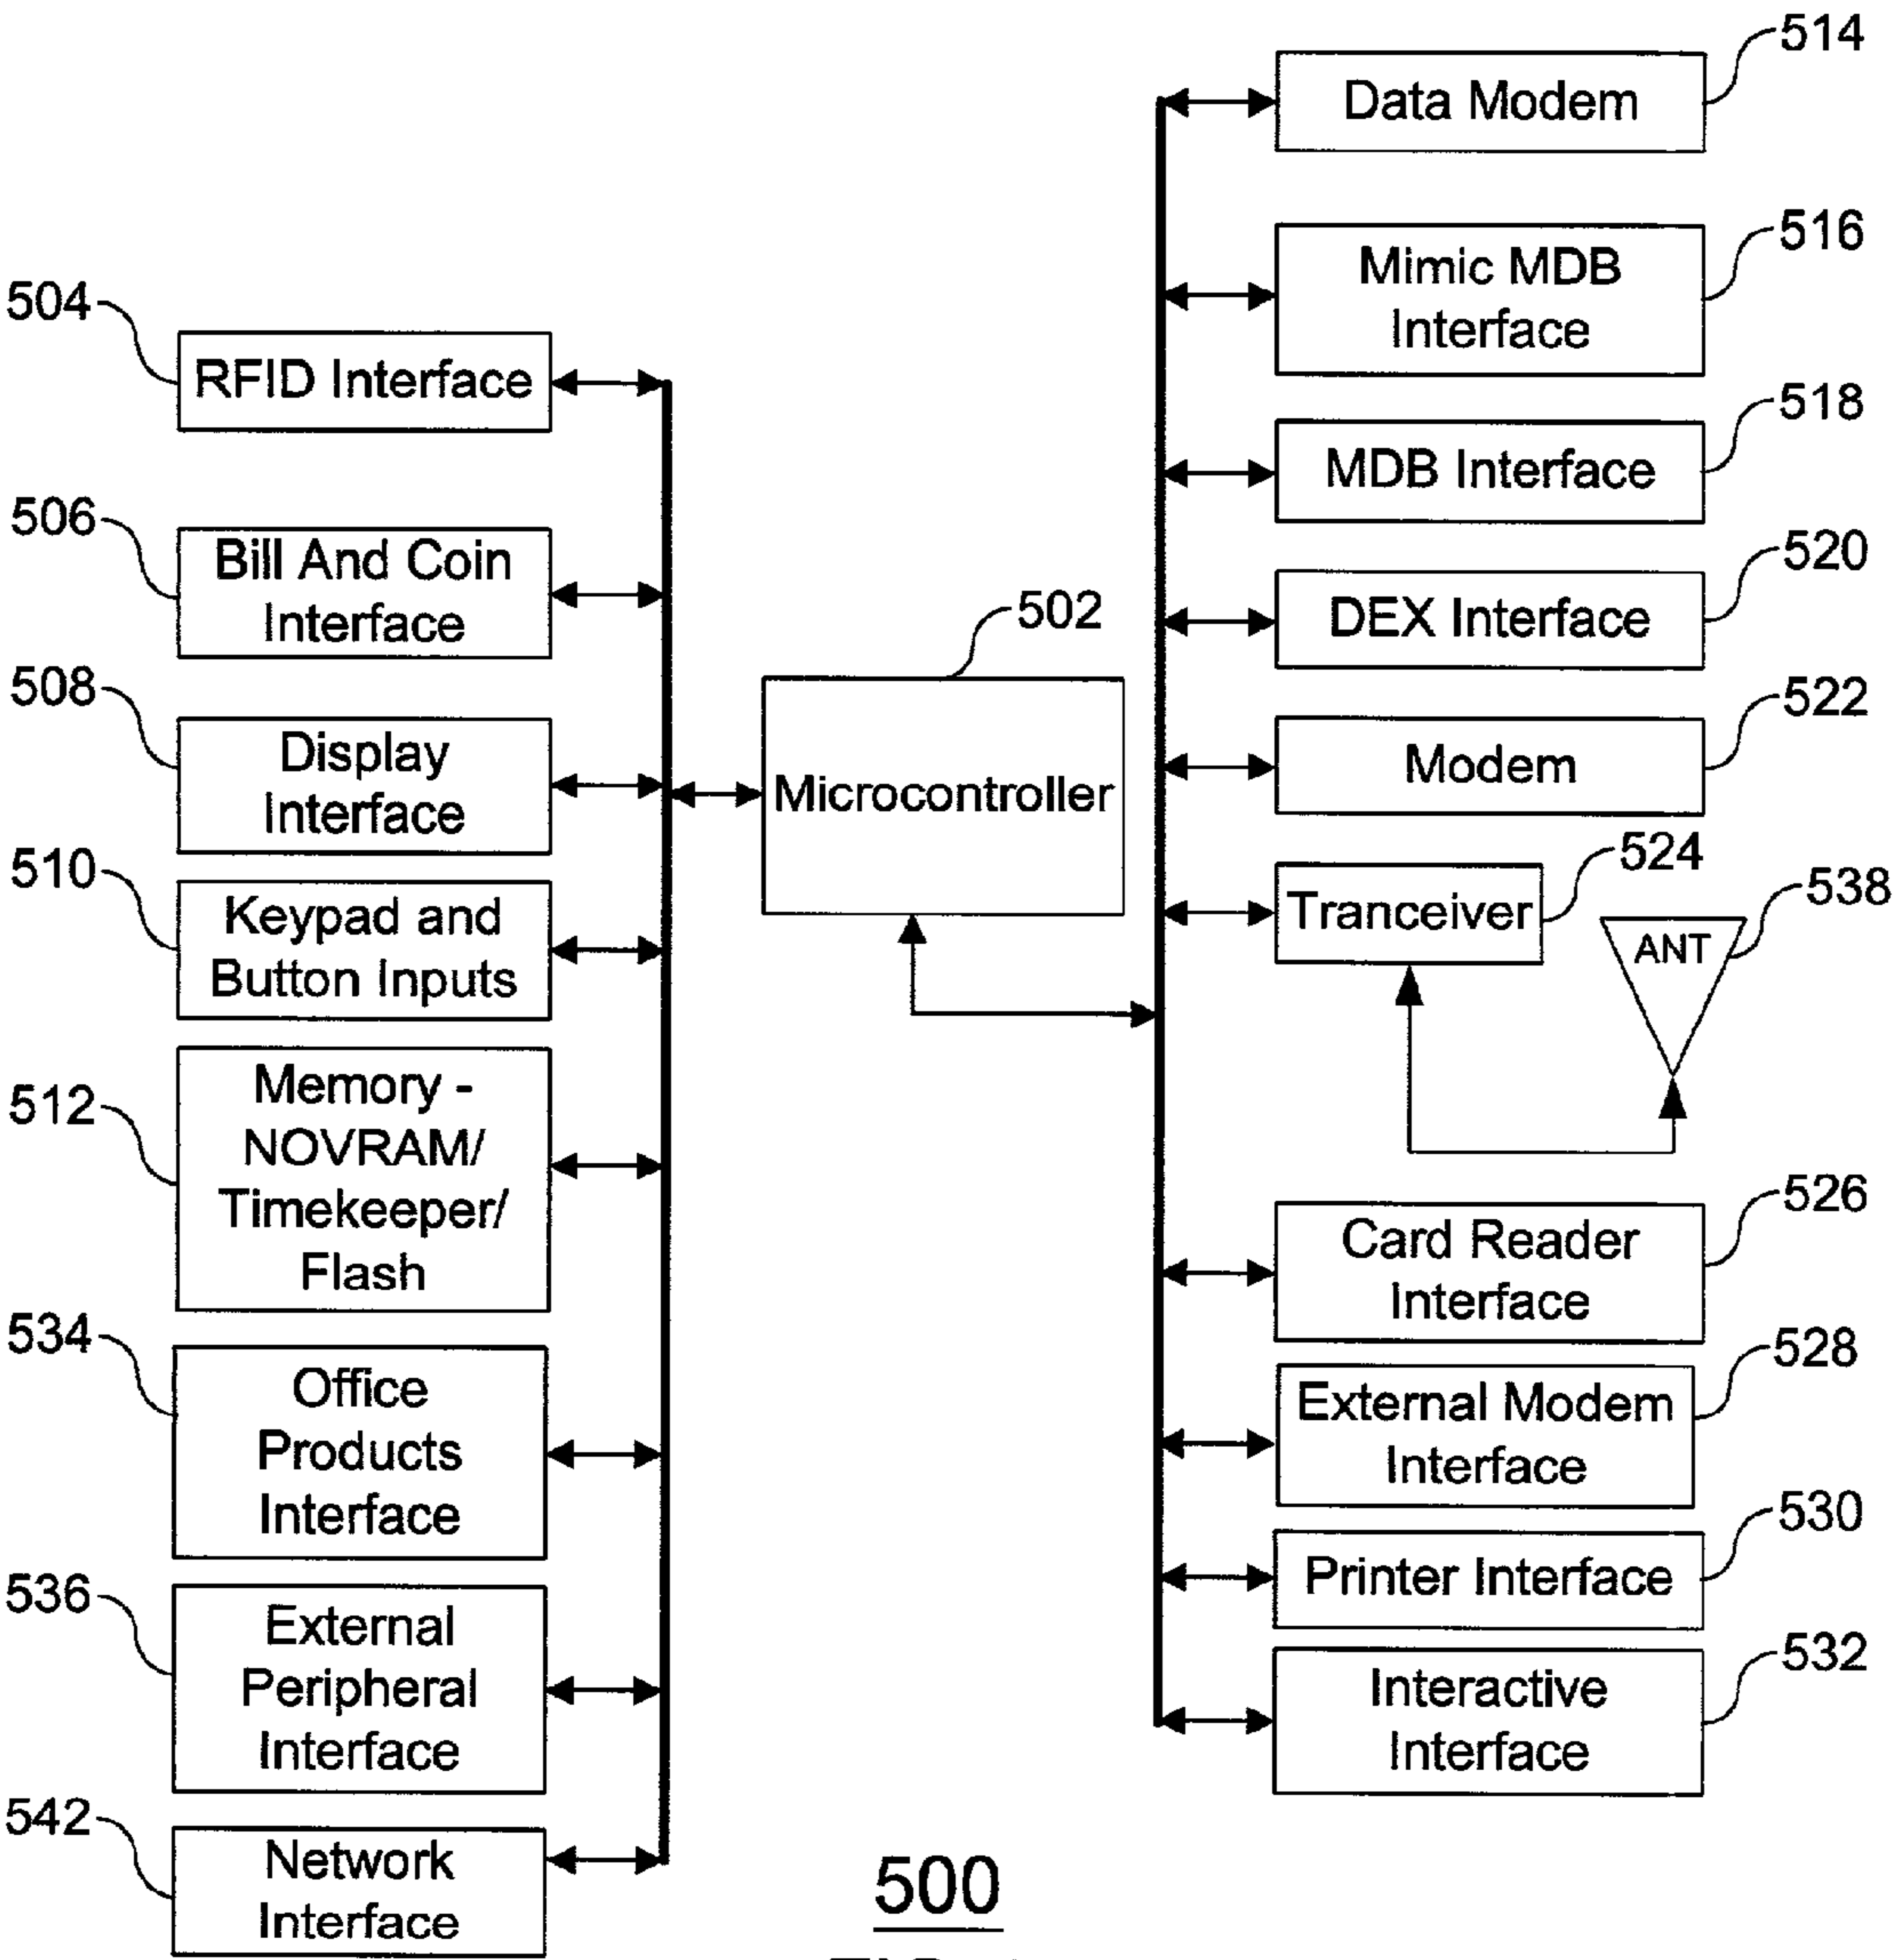 504
RFID Interface
506
Bill And Coin
Interface
508
Display
Interface
510
Keypad and
Button Inputs
512
Memory -
NOVRAM/
Timekeeper/
Flash
534
Office
Products
Interface
536
External
Peripheral
Interface
542
Network
Interface
502
Microcontroller
514
Data Modem
516
Mimic MDB
Interface
518
MDB Interface
520
DEX Interface
522
Modem
524
Tranceiver
538
ANT
526
Card Reader
Interface
528
External Modem
Interface
530
Printer Interface
532
Interactive
Interface
500